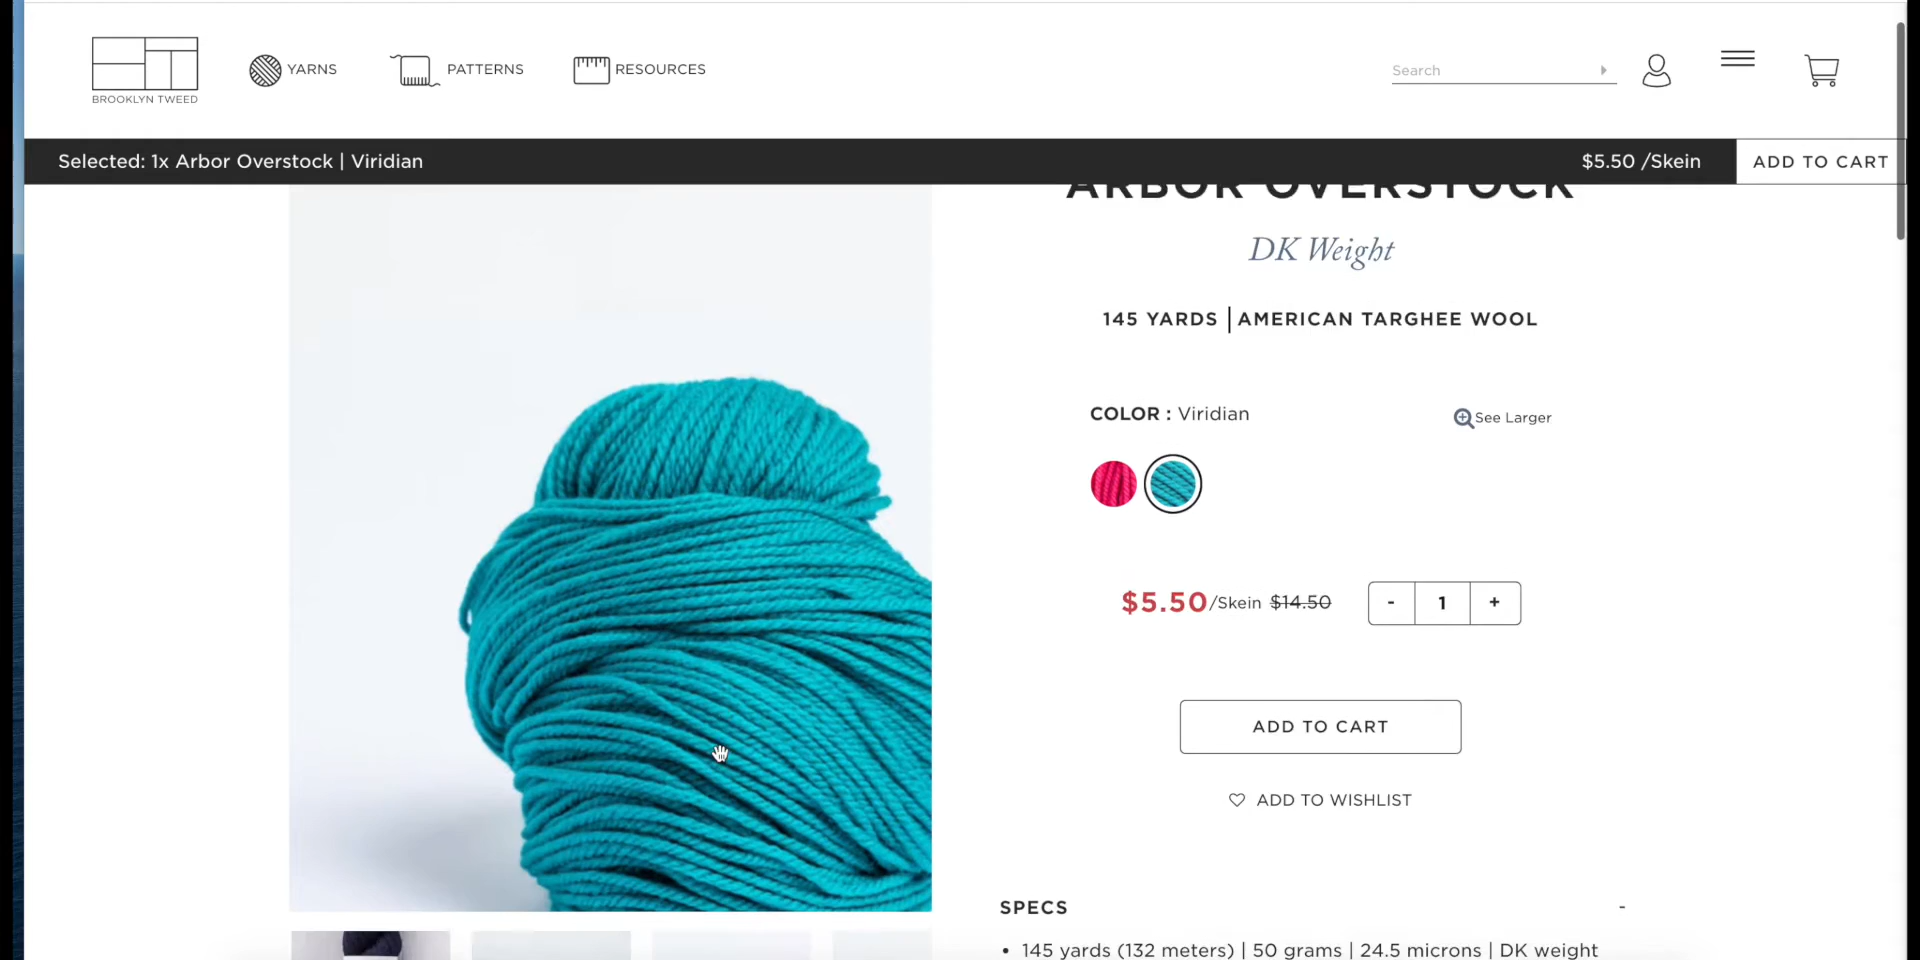 BROOKLYN TWEED
YARNS
PATTERNS
RESOURCES
Search
Selected: 1x Arbor Overstock | Viridian
$5.50 /Skein
ADD TO CART
ARBOR OVERSTOCK
DK Weight
145 YARDS | AMERICAN TARGHEE WOOL
COLOR : Viridian
See Larger
$5.50/Skein $14.50
- 1 +
ADD TO CART
ADD TO WISHLIST
SPECS -
• 145 yards (132 meters) | 50 grams | 24.5 microns | DK weight